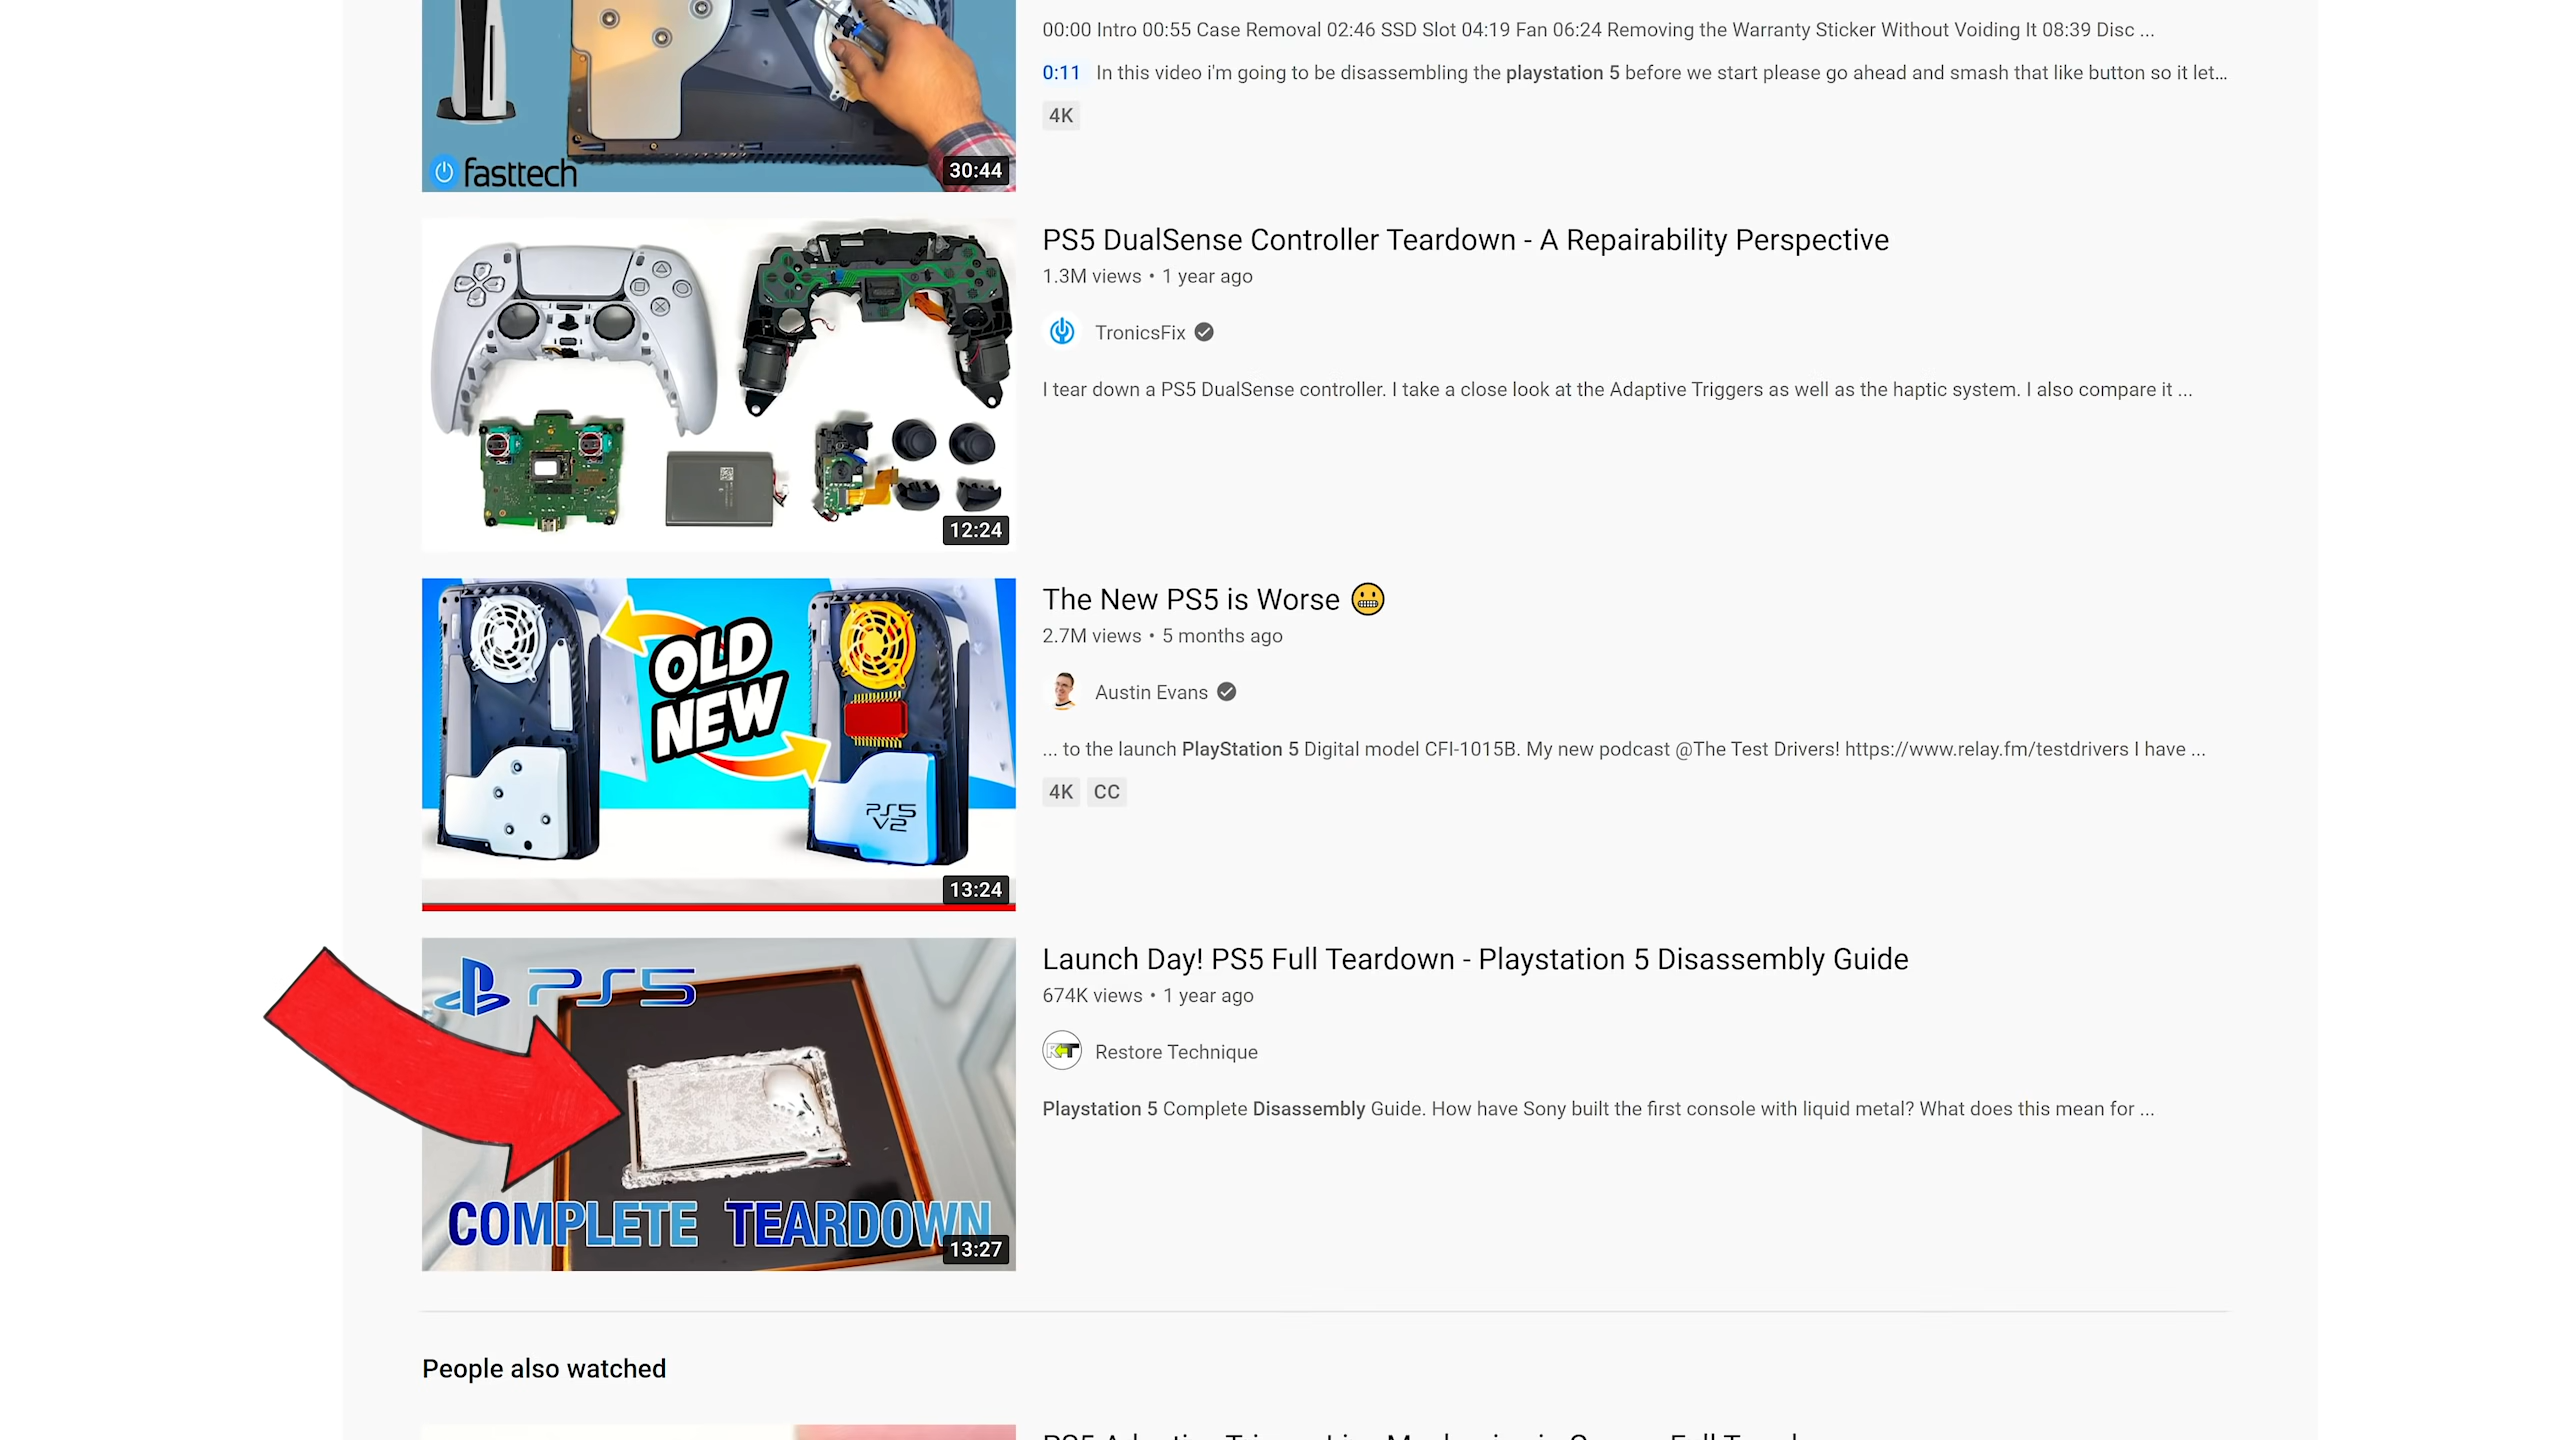 00:00 Intro 00:55 Case Removal 02:46 SSD Slot 04:19 Fan 06:24 Removing the Warranty Sticker Without Voiding It 08:39 Disc ...
0:11 In this video i'm going to be disassembling the playstation 5 before we start please go ahead and smash that like button so it let...
4K
fasttech
30:44
PS5 DualSense Controller Teardown - A Repairability Perspective
1.3M views • 1 year ago
TronicsFix
I tear down a PS5 DualSense controller. I take a close look at the Adaptive Triggers as well as the haptic system. I also compare it ...
12:24
The New PS5 is Worse 😬
2.7M views • 5 months ago
OLD
NEW
Austin Evans
... to the launch PlayStation 5 Digital model CFI-1015B. My new podcast @The Test Drivers! https://www.relay.fm/testdrivers I have ...
4K CC
PS5
V2
13:24
Launch Day! PS5 Full Teardown - Playstation 5 Disassembly Guide
674K views • 1 year ago
PS5
Restore Technique
Playstation 5 Complete Disassembly Guide. How have Sony built the first console with liquid metal? What does this mean for ...
COMPLETE TEARDOWN
13:27
People also watched